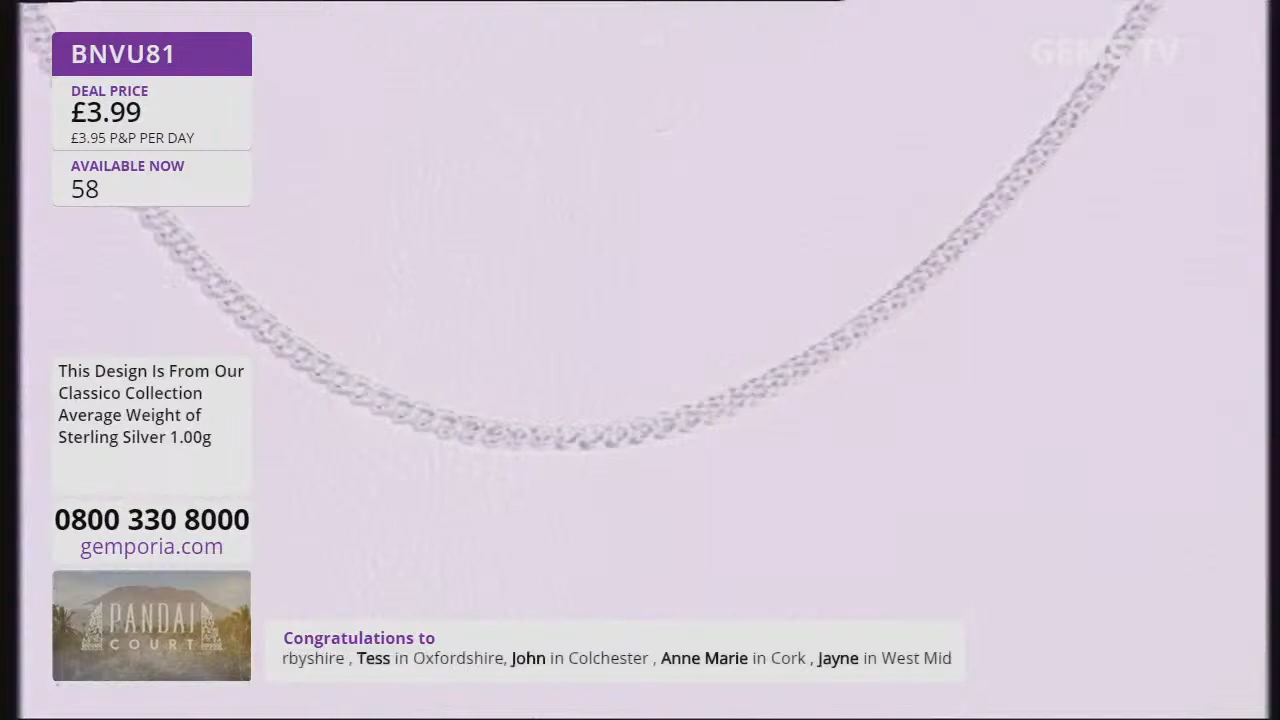 BNVU81
DEAL PRICE
£3.99
£3.95 P&P PER DAY
AVAILABLE NOW
58
GEMS TV
This Design Is From Our
Classico Collection
Average Weight of
Sterling Silver 1.00g
0800 330 8000
gemporia.com
PANDAI
COURT
Congratulations to
rbyshire , Tess in Oxfordshire, John in Colchester , Anne Marie in Cork , Jayne in West Mid